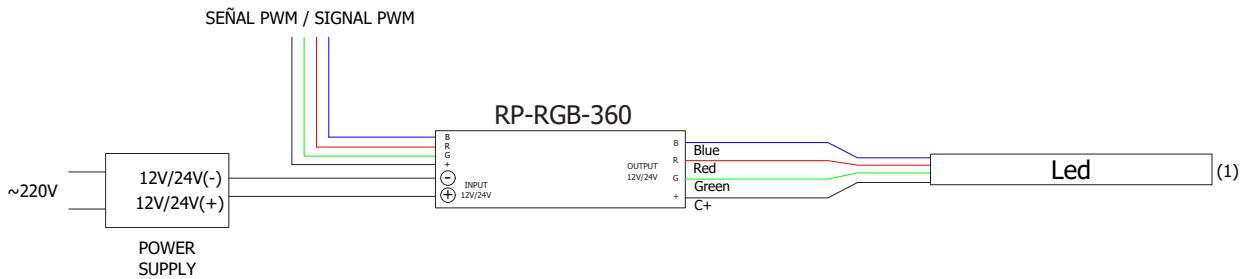 SEÑAL PWM / SIGNAL PWM
RP-RGB-360
B
R
G
+
INPUT
12V/24V
OUTPUT
12V/24V
B
R
G
+
Blue
Red
Green
C+
Led
(1)
~220V
12V/24V(-)
12V/24V(+)
POWER
SUPPLY